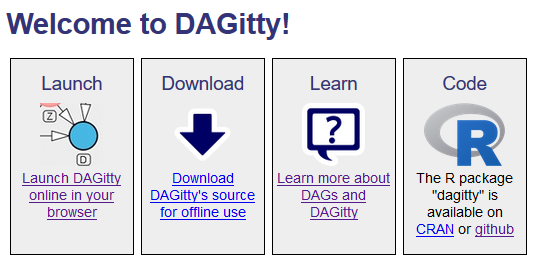 Welcome to DAGitty!
Launch
Z
D
Launch DAGitty
online in your
browser
Download
Download
DAGitty's source
for offline use
Learn
?
Learn more about
DAGs and
DAGitty
Code
R
The R package
"dagitty" is
available on
CRAN or github